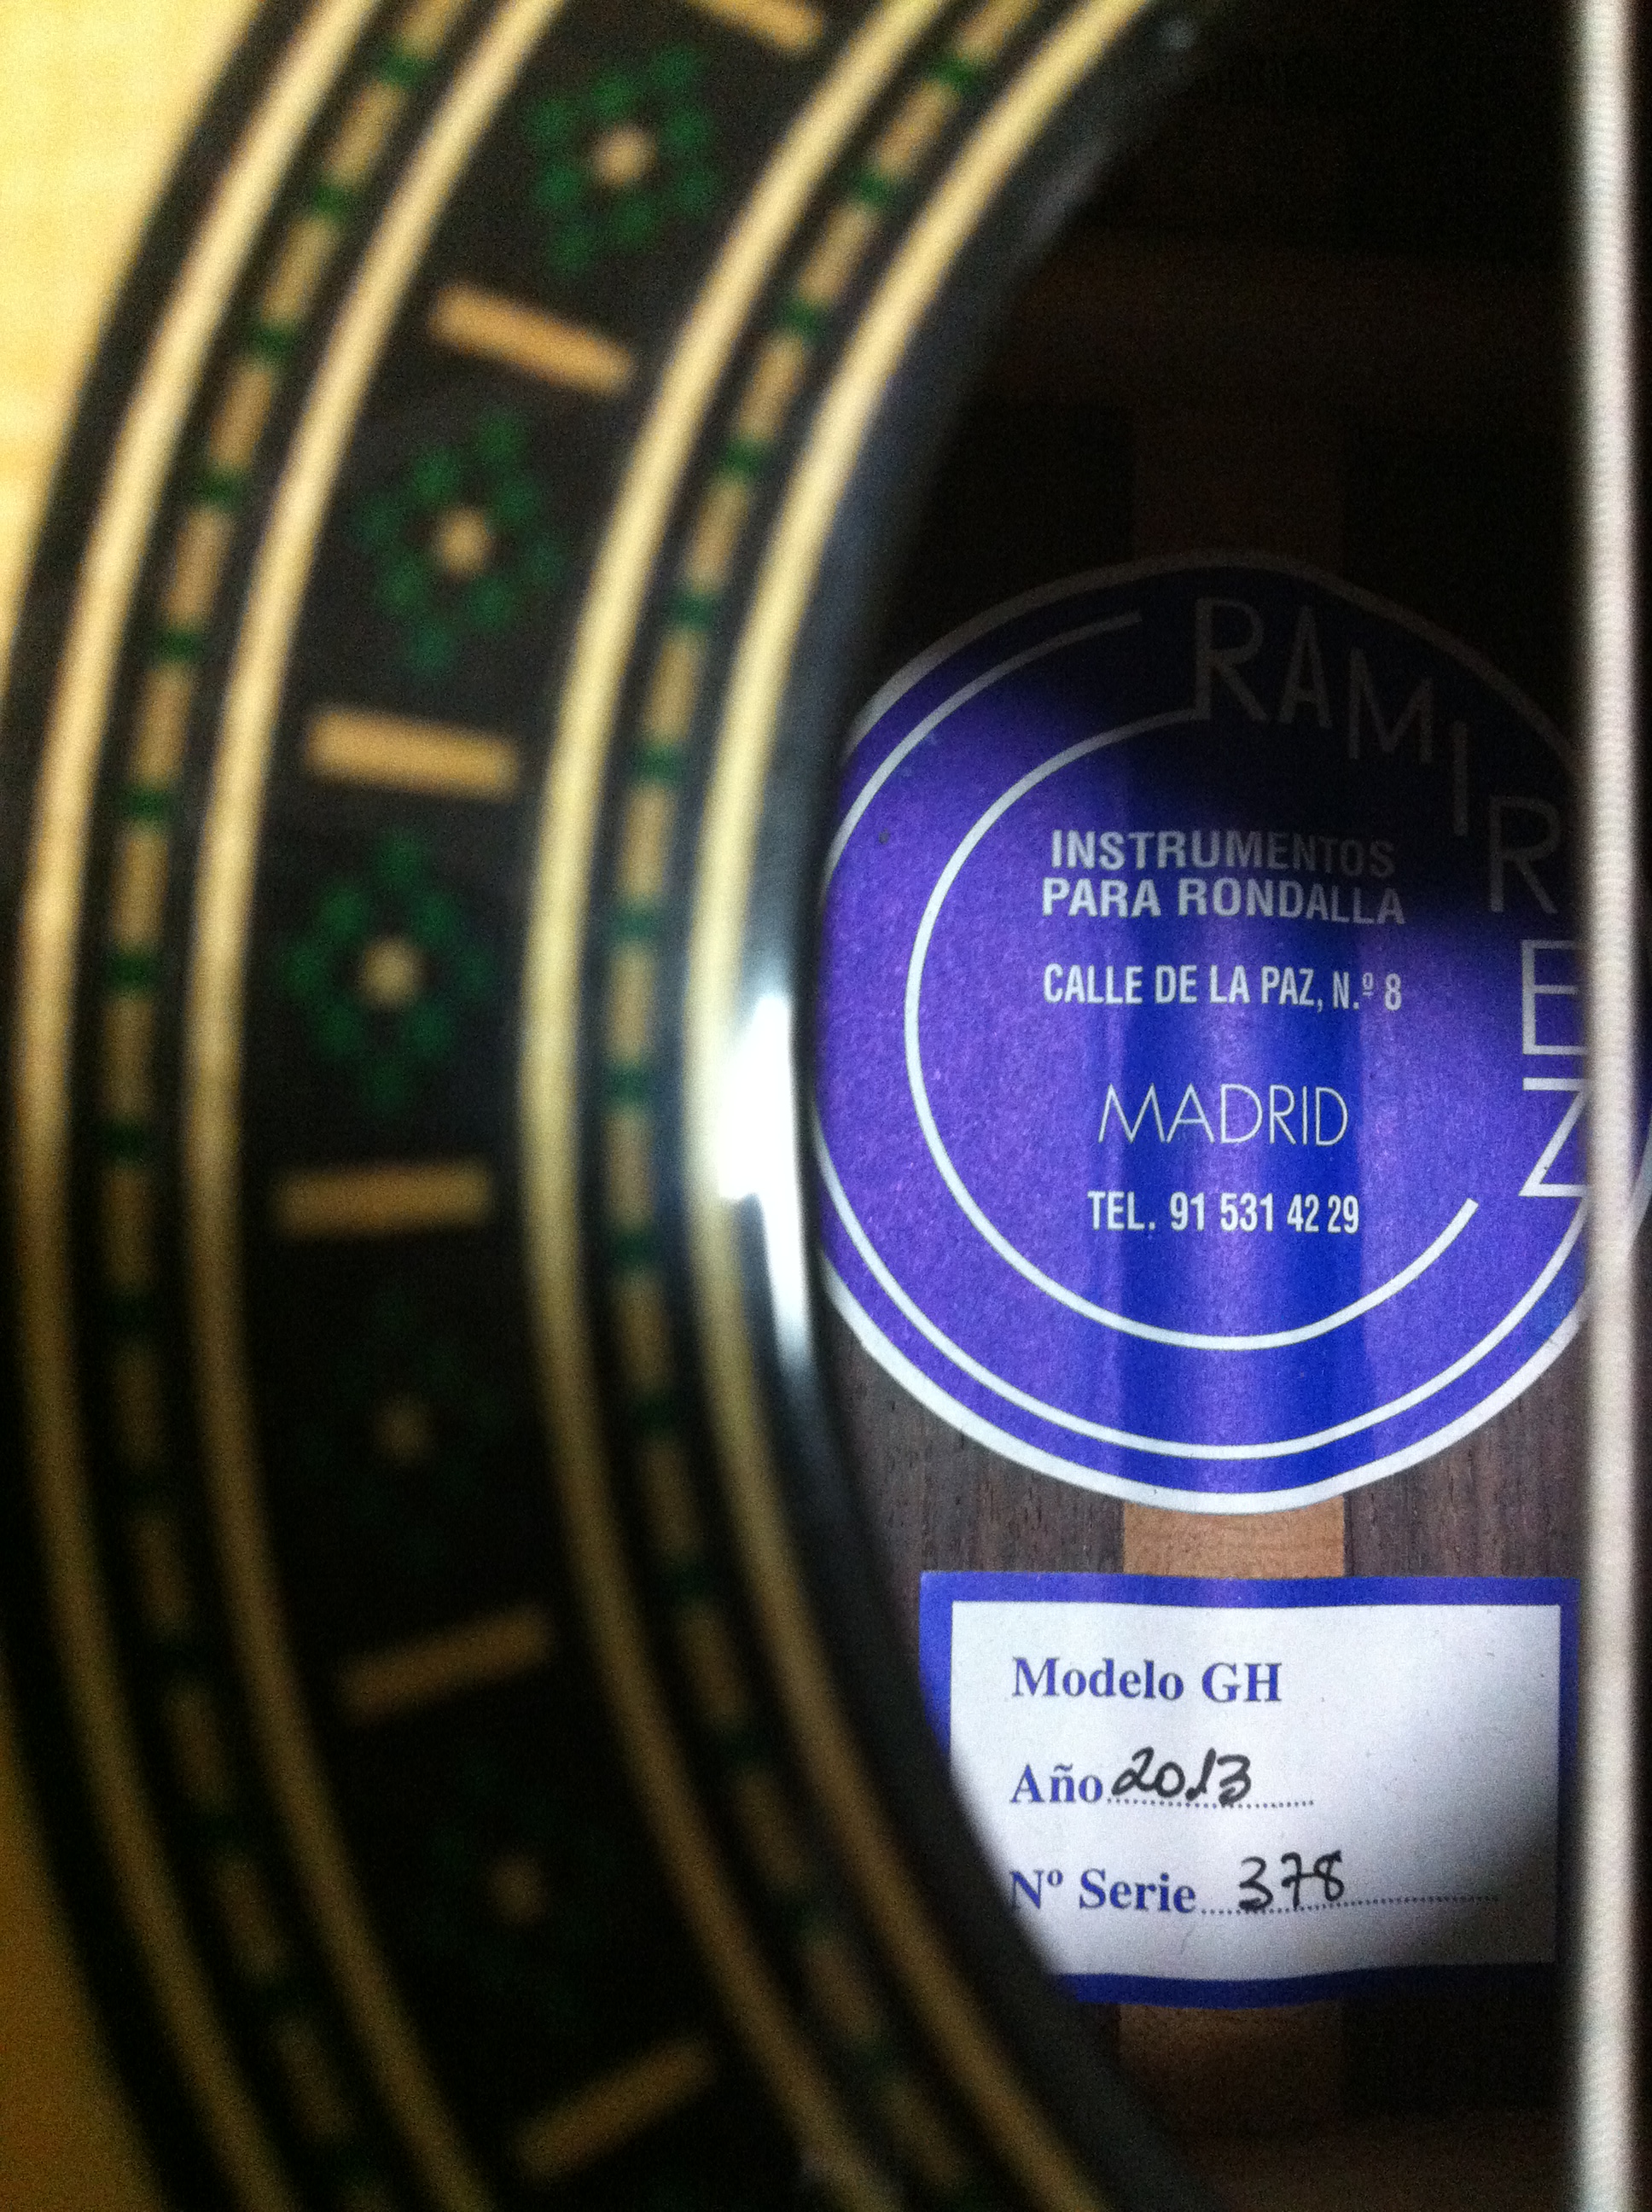 RAMIREZ
INSTRUMENTOS
PARA RONDALLA
CALLE DE LA PAZ, N.º 8
MADRID
TEL. 91 531 42 29
Modelo GH
Año 2013
Nº Serie 378